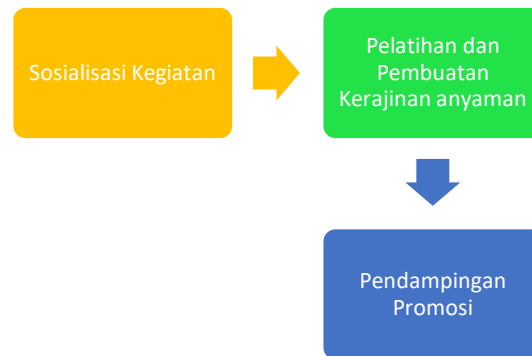 Sosialisasi Kegiatan
Pelatihan dan
Pembuatan
Kerajinan anyaman
Pendampingan
Promosi